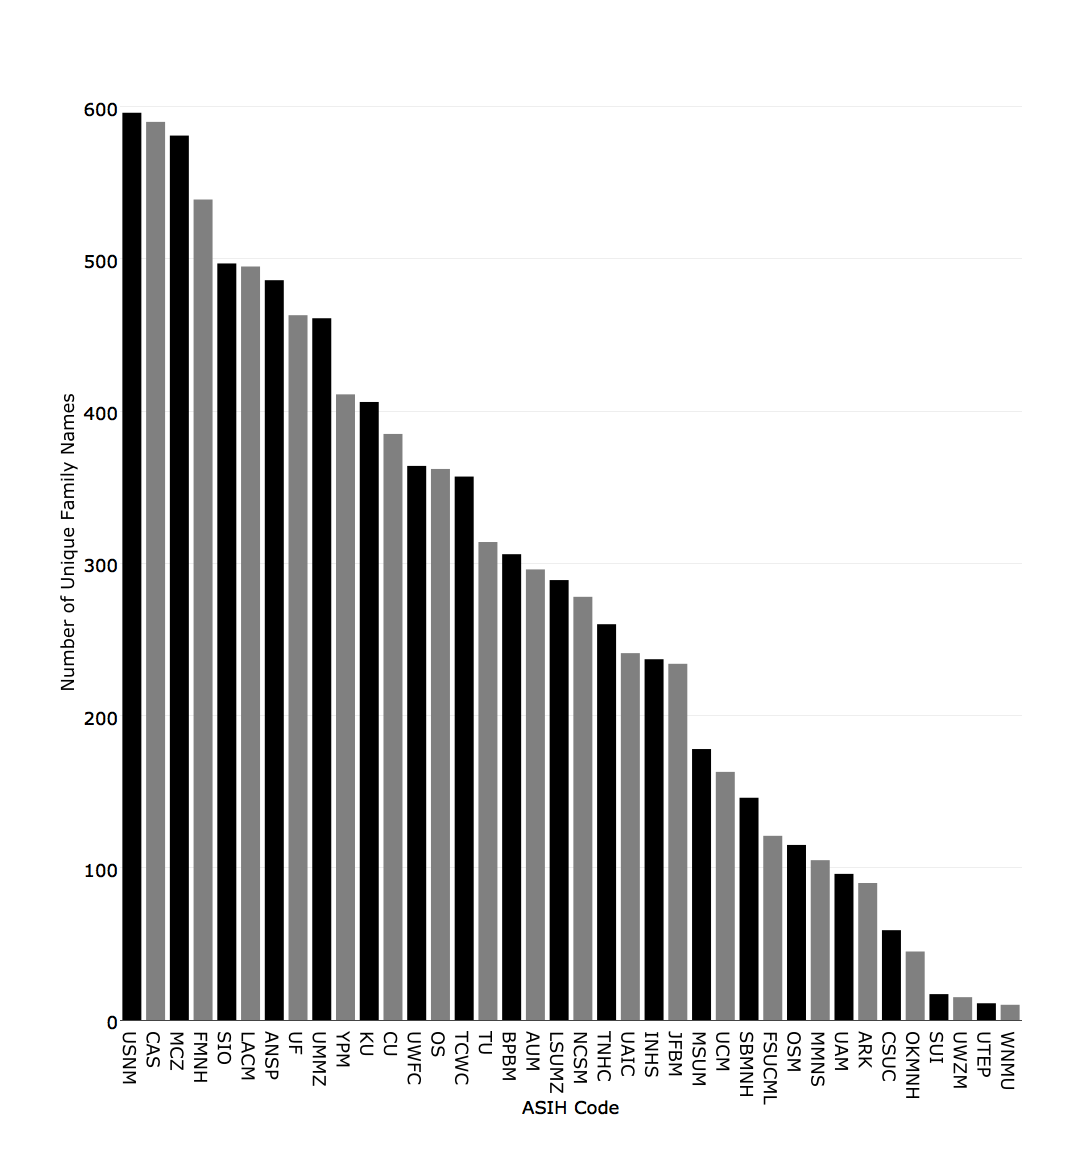 600
500
400
300
200
100
0
Number of Unique Family Names
USNM
CAS
MCZ
FMNH
SIO
LACM
ANSP
UF
UMMZ
YPM
KU
CU
UWFC
OS
TCWC
TU
BPBM
AUM
LSUMZ
NCSM
TNHC
UAIC
INHS
JFBM
MSUM
UCM
SBMNH
FSUCML
OSM
MMNS
UAM
ARK
CSUC
OKMNH
SUI
UWZM
UTEP
WNMU
ASIH Code